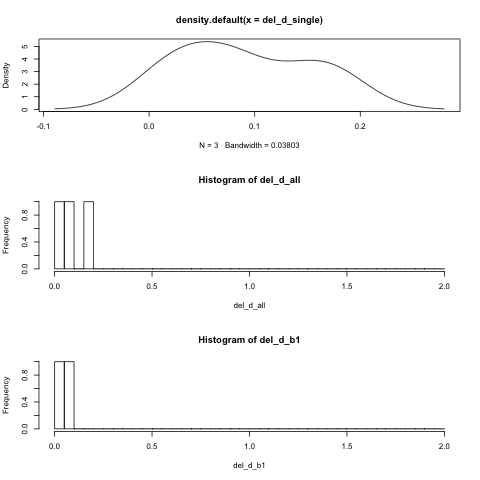 density.default(x = del_d_single)
Density
0 1 2 3 4 5
-0.1 0.0 0.1 0.2
N = 3 Bandwidth = 0.03803
Histogram of del_d_all
Frequency
0.0 0.4 0.8
0.0 0.5 1.0 1.5 2.0
del_d_all
Histogram of del_d_b1
Frequency
0.0 0.4 0.8
0.0 0.5 1.0 1.5 2.0
del_d_b1